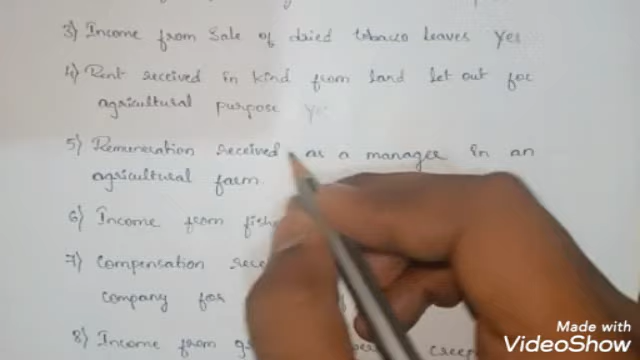 3) Income from Sale of dried tobacco leaves Yes
4) Rent received in kind from land let out for
agricultural purpose Yes
5) Remuneration received as a manager in an
agricultural farm.
6) Income from
7) Compensation
company for
8) Income from creep
Made with
VideoShow